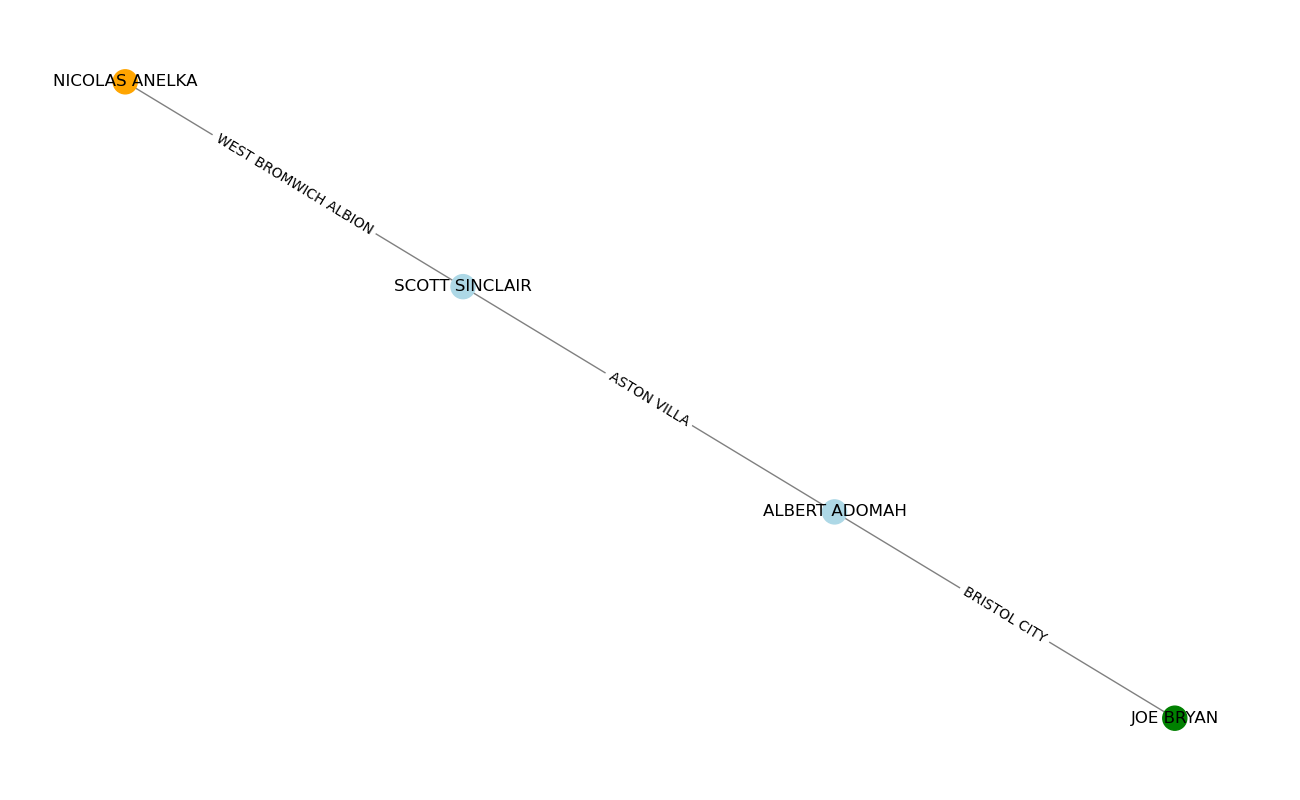 NICOLAS ANELKA
WEST BROMWICH ALBION
SCOTT SINCLAIR
ASTON VILLA
ALBERT ADOMAH
BRISTOL CITY
JOE BRYAN